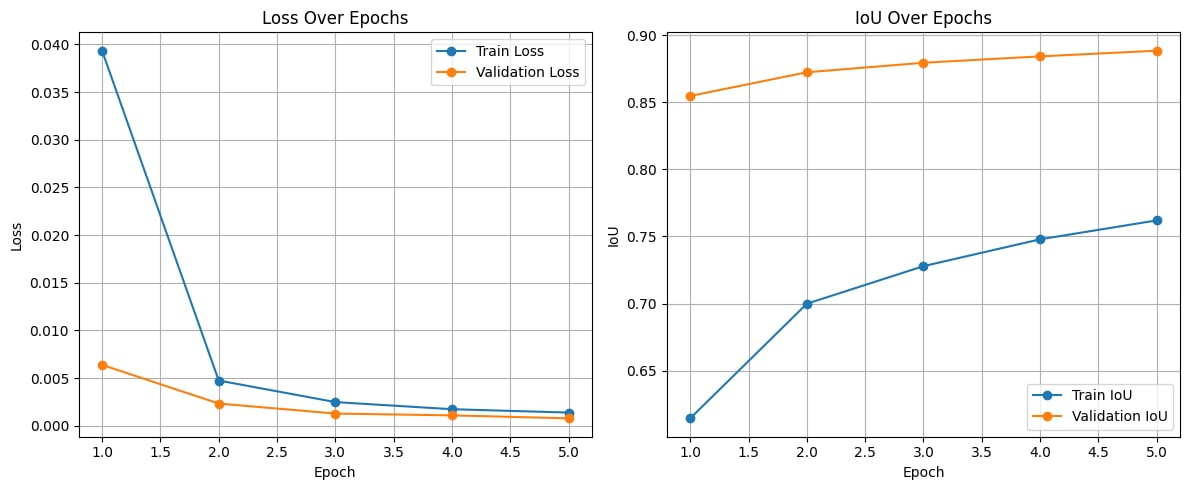 Loss Over Epochs
Train Loss
Validation Loss
0.040
0.035
0.030
0.025
0.020
0.015
0.010
0.005
0.000
Loss
1.0 1.5 2.0 2.5 3.0 3.5 4.0 4.5 5.0
Epoch
IoU Over Epochs
0.90
0.85
0.80
0.75
0.70
0.65
IoU
Train IoU
Validation IoU
1.0 1.5 2.0 2.5 3.0 3.5 4.0 4.5 5.0
Epoch